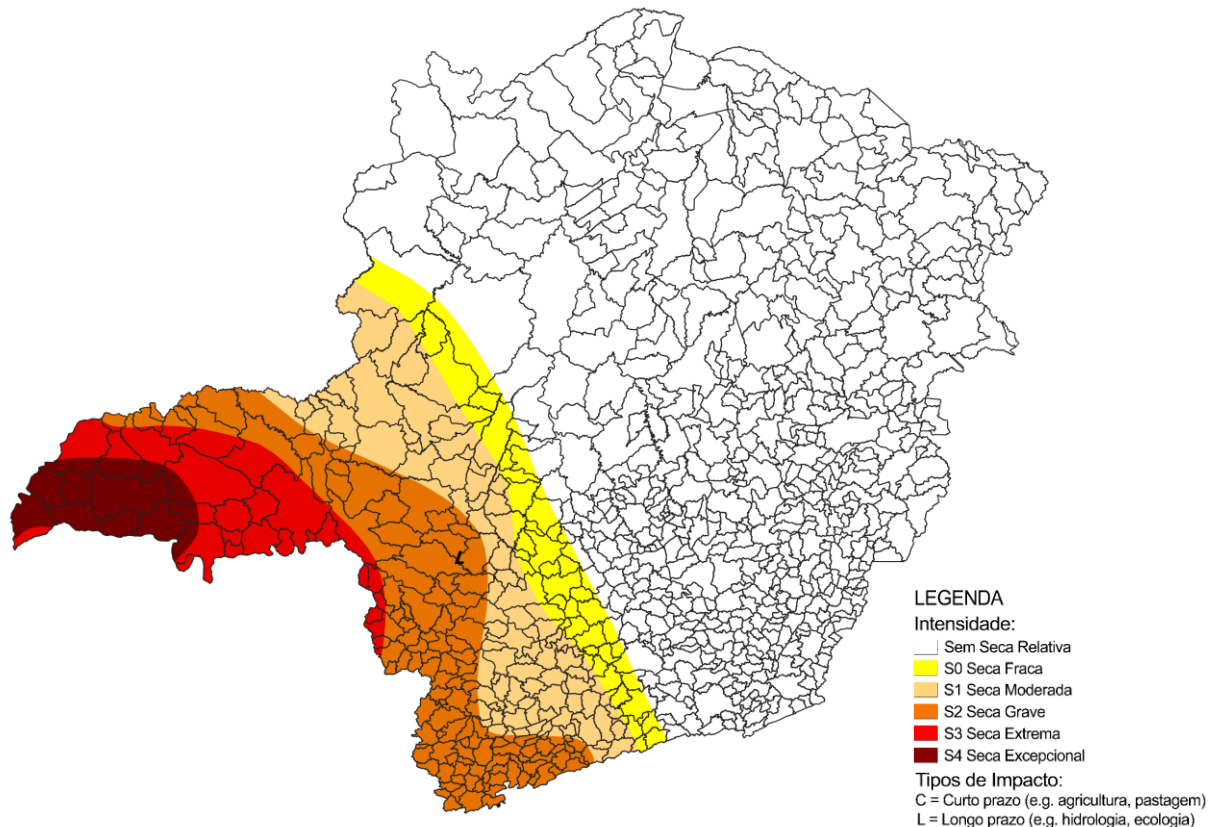 L
LEGENDA
Intensidade:
Sem Seca Relativa
S0 Seca Fraca
S1 Seca Moderada
S2 Seca Grave
S3 Seca Extrema
S4 Seca Excepcional
Tipos de Impacto:
C = Curto prazo (e.g. agricultura, pastagem)
L = Longo prazo (e.g. hidrologia, ecologia)